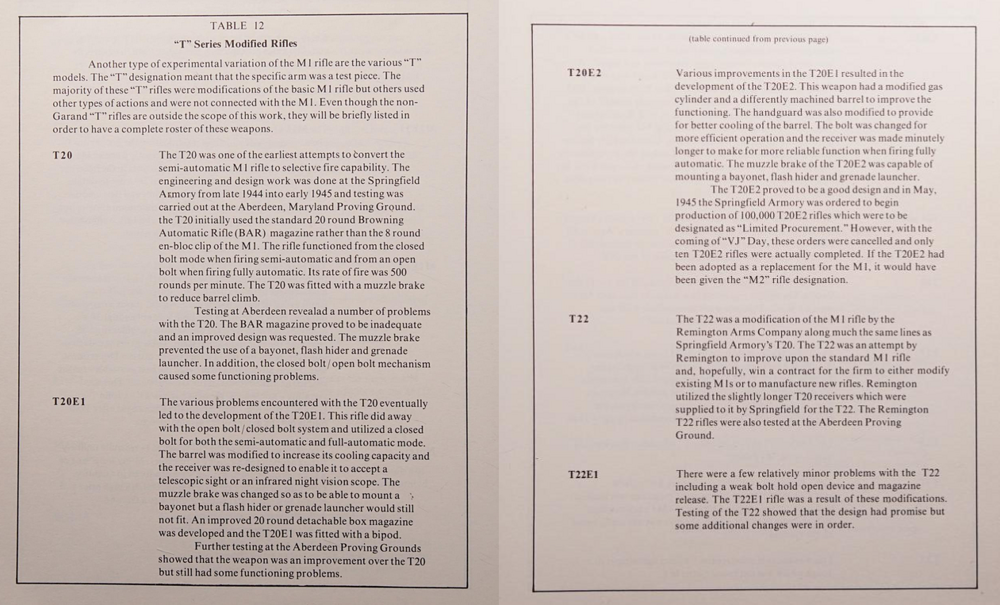 TABLE 12
"T" Series Modified Rifles
Another type of experimental variation of the M1 rifle are the various "T"
models. The "T" designation meant that the specific arm was a test piece. The
majority of these "T" rifles were modifications of the basic M1 rifle but others used
other types of actions and were not connected with the M1. Even though the non-
Garand "T" rifles are outside the scope of this work, they will be briefly listed in
order to have a complete roster of these weapons.
T20
The T20 was one of the earliest attempts to convert the
semi-automatic M1 rifle to selective fire capability. The
engineering and design work was done at the Springfield
Armory from late 1944 into early 1945 and testing was
carried out at the Aberdeen, Maryland Proving Ground.
the T20 initially used the standard 20 round Browning
Automatic Rifle (BAR) magazine rather than the 8 round
en-bloc clip of the M1. The rifle functioned from the closed
bolt mode when firing semi-automatic and from an open
bolt when firing fully automatic. Its rate of fire was 500
rounds per minute. The T20 was fitted with a muzzle brake
to reduce barrel climb.
Testing at Aberdeen revealad a number of problems
with the T20. The BAR magazine proved to be inadequate
and an improved design was requested. The muzzle brake
prevented the use of a bayonet, flash hider and grenade
launcher. In addition, the closed bolt/open bolt mechanism
caused some functioning problems.
T20E1
The various problems encountered with the T20 eventually
led to the development of the T20E1. This rifle did away
with the open bolt/closed bolt system and utilized a closed
bolt for both the semi-automatic and full-automatic mode.
The barrel was modified to increase its cooling capacity and
the receiver was re-designed to enable it to accept a
telescopic sight or an infrared night vision scope. The
muzzle brake was changed so as to be able to mount a
bayonet but a flash hider or grenade launcher would still
not fit. An improved 20 round detachable box magazine
was developed and the T20E1 was fitted with a bipod.
Further testing at the Aberdeen Proving Grounds
showed that the weapon was an improvement over the T20
but still had some functioning problems.
(table continued from previous page)
T20E2
Various improvements in the T20E1 resulted in the
development of the T20E2. This weapon had a modified gas
cylinder and a differently machined barrel to improve the
functioning. The handguard was also modified to provide
for better cooling of the barrel. The bolt was changed for
more efficient operation and the receiver was made minutely
longer to make for more reliable function when firing fully
automatic. The muzzle brake of the T20E2 was capable of
mounting a bayonet, flash hider and grenade launcher.
The T20E2 proved to be a good design and in May,
1945 the Springfield Armory was ordered to begin
production of 100,000 T20E2 rifles which were to be
designated as "Limited Procurement." However, with the
coming of "VJ" Day, these orders were cancelled and only
ten T20E2 rifles were actually completed. If the T20E2 had
been adopted as a replacement for the M1, it would have
been given the "M2" rifle designation.
T22
The T22 was a modification of the M1 rifle by the
Remington Arms Company along much the same lines as
Springfield Armory's T20. The T22 was an attempt by
Remington to improve upon the standard M1 rifle
and, hopefully, win a contract for the firm to either modify
existing M1s or to manufacture new rifles. Remington
utilized the slightly longer T20 receivers which were
supplied to it by Springfield for the T22. The Remington
T22 rifles were also tested at the Aberdeen Proving
Ground.
T22E1
There were a few relatively minor problems with the T22
including a weak bolt hold open device and magazine
release. The T22E1 rifle was a result of these modifications.
Testing of the T22 showed that the design had promise but
some additional changes were in order.